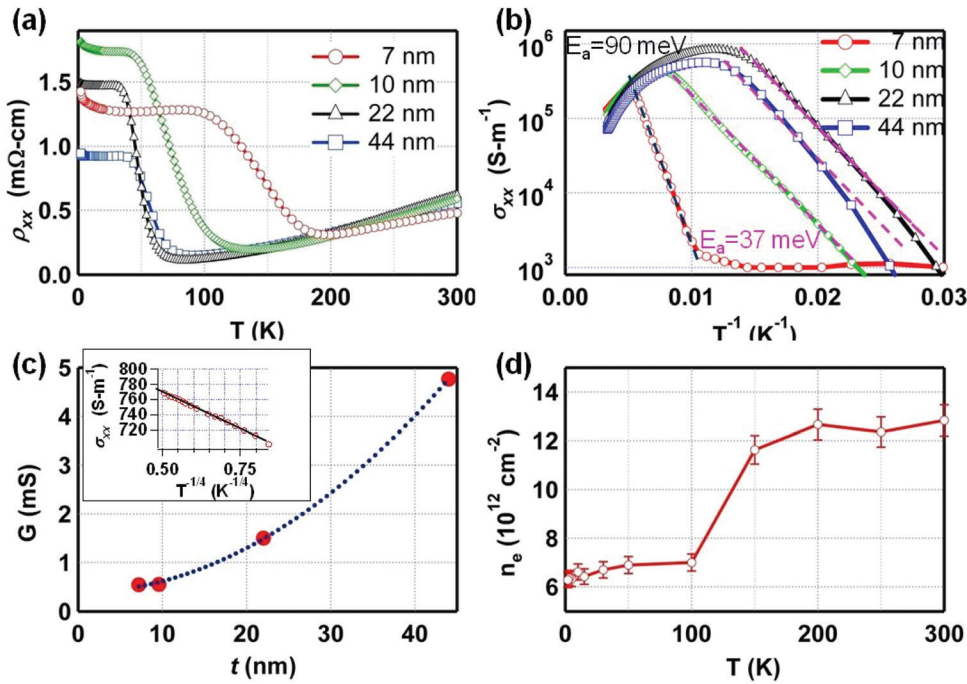 (a)
2.0
1.5
1.0
0.5
0.0
ρxx (mΩ-cm)
7 nm
10 nm
22 nm
44 nm
0
100
200
300
T (K)
(b)
Ea=90 meV
10^6
10^5
10^4
10^3
σxx (S-m^-1)
7 nm
10 nm
22 nm
44 nm
Ea=37 meV
0.00
0.01
0.02
0.03
T^-1 (K^-1)
(c)
5
4
3
2
1
0
G (mS)
800
780
760
740
720
σxx (S-m^-1)
0.50
0.75
T^-1/4 (K^-1/4)
0
10
20
30
40
t (nm)
(d)
14
12
10
8
6
ne (10^12 cm^-2)
0
100
200
300
T (K)